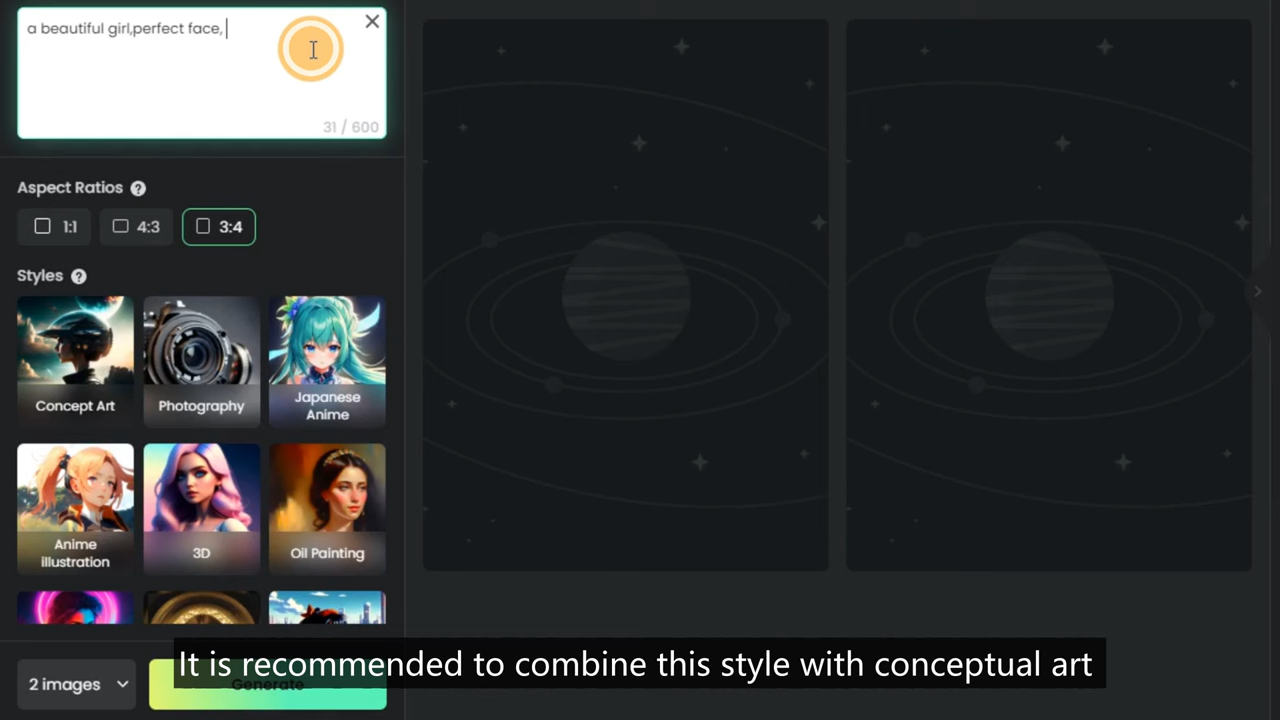 a beautiful girl,perfect face,
31 / 600
Aspect Ratios ?
1:1
4:3
3:4
Styles ?
Concept Art
Photography
Japanese
Anime
Anime
illustration
3D
Oil Painting
It is recommended to combine this style with conceptual art
2 images
Generate